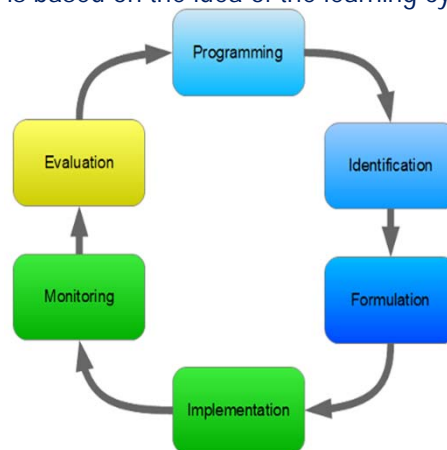 is based on the idea of the learning
Programming
Identification
Formulation
Implementation
Monitoring
Evaluation